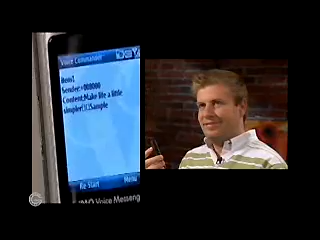 Voice Commander
Item1
Sender:+000000
Content:Make life a little
simpler!!!Sample
Re Start Menu
Voice Messeng